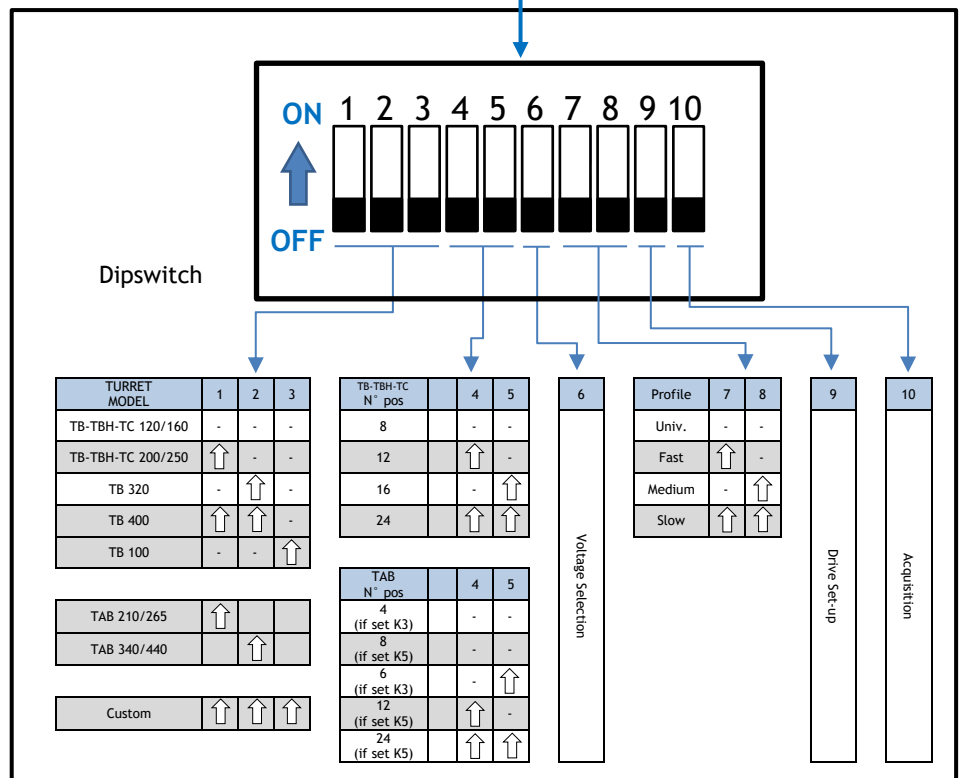 ON 1 2 3 4 5 6 7 8 9 10
OFF
Dipswitch
TURRET
MODEL 1 2 3
TB-TBH-TC 120/160 - - -
TB-TBH-TC 200/250 ⇧ - -
TB 320 - ⇧ -
TB 400 ⇧ ⇧ -
TB 100 - - ⇧
TAB 210/265 ⇧
TAB 340/440 ⇧
Custom ⇧ ⇧ ⇧
TB-TBH-TC
N° pos 4 5
8 - -
12 ⇧ -
16 - ⇧
24 ⇧ ⇧
TAB
N° pos 4 5
4
(if set K3) - -
8
(if set K5) - -
6
(if set K3) - ⇧
12
(if set K5) ⇧ -
24
(if set K5) ⇧ ⇧
6
Voltage Selection
Profile 7 8
Univ. - -
Fast ⇧ -
Medium - ⇧
Slow ⇧ ⇧
9
Drive Set-up
10
Acquisition